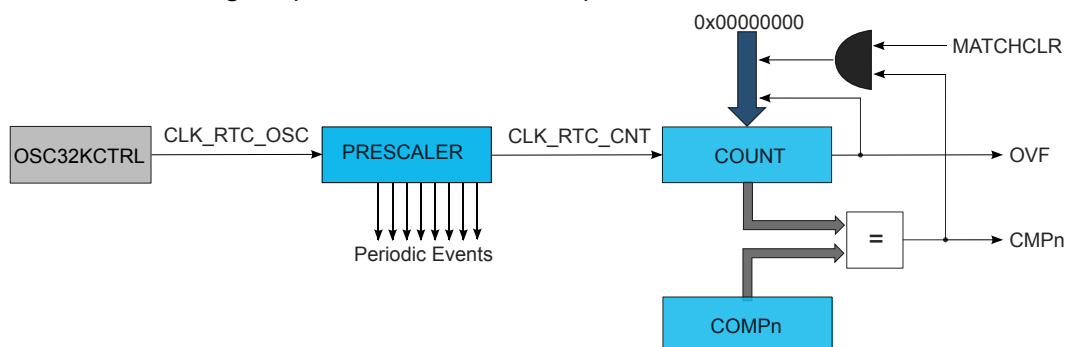 0x00000000
MATCHCLR
OSC32KCTRL
CLK_RTC_OSC
PRESCALER
CLK_RTC_CNT
COUNT
OVF
Periodic Events
=
CMPn
COMPn